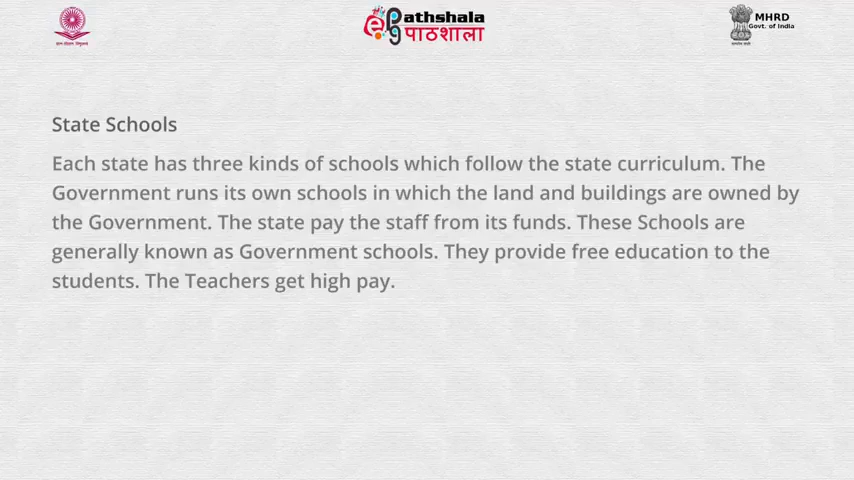 Pathshala
पाठशाला
MHRD
Govt. of India
State Schools
Each state has three kinds of schools which follow the state curriculum. The
Government runs its own schools in which the land and buildings are owned by
the Government. The state pay the staff from its funds. These Schools are
generally known as Government schools. They provide free education to the
students. The Teachers get high pay.